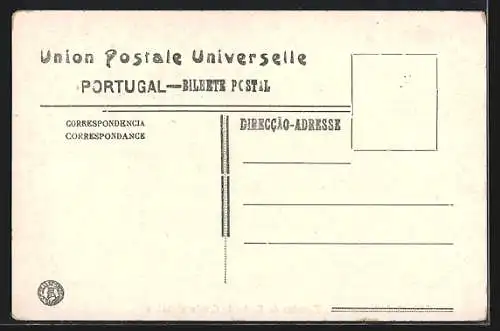 Union Postale Universelle
PORTUGAL—BILHETE POSTAL
CORRESPONDENCIA
CORRESPONDANCE
DIRECÇÃO-ADRESSE